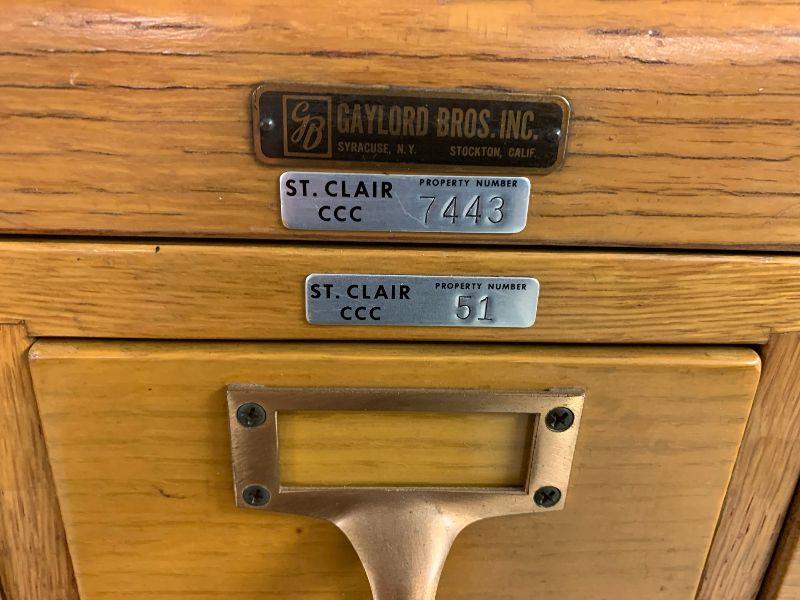 GB GAYLORD BROS. INC.
SYRACUSE, N.Y. STOCKTON, CALIF.
ST. CLAIR PROPERTY NUMBER
CCC 7443
ST. CLAIR PROPERTY NUMBER
CCC 51